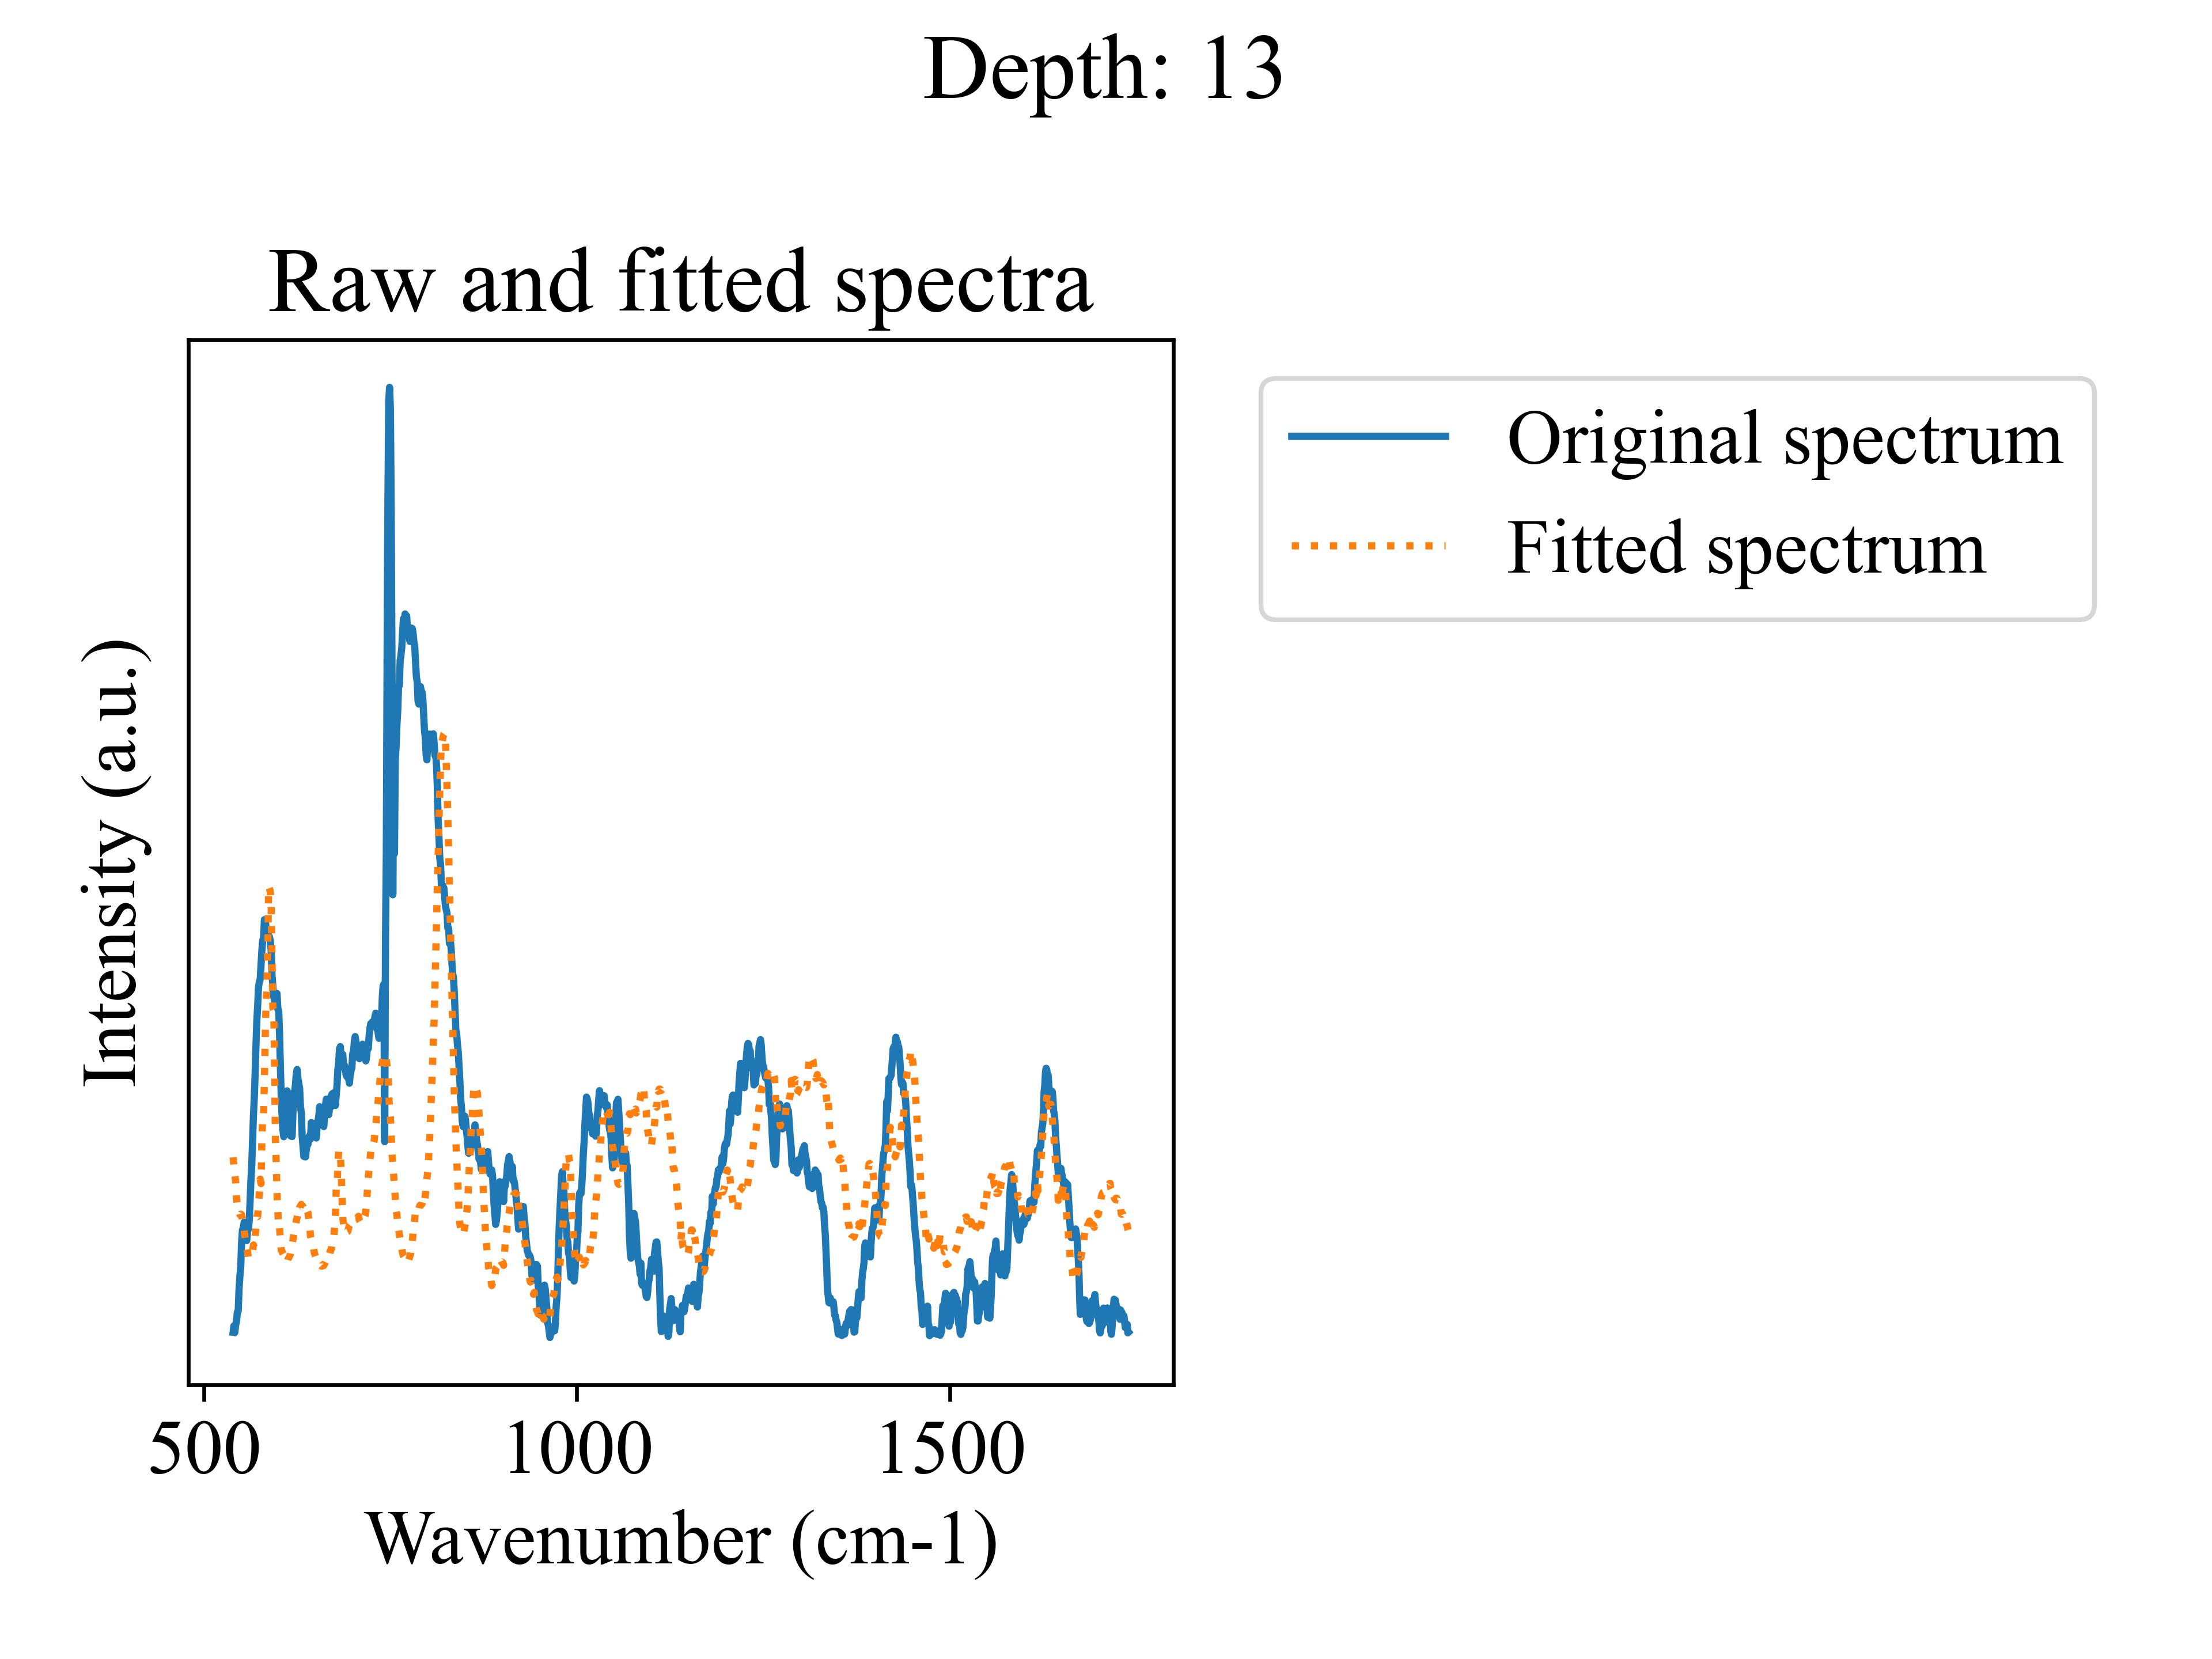 Depth: 13
Raw and fitted spectra
Original spectrum
Fitted spectrum
Intensity (a.u.)
500 1000 1500
Wavenumber (cm-1)